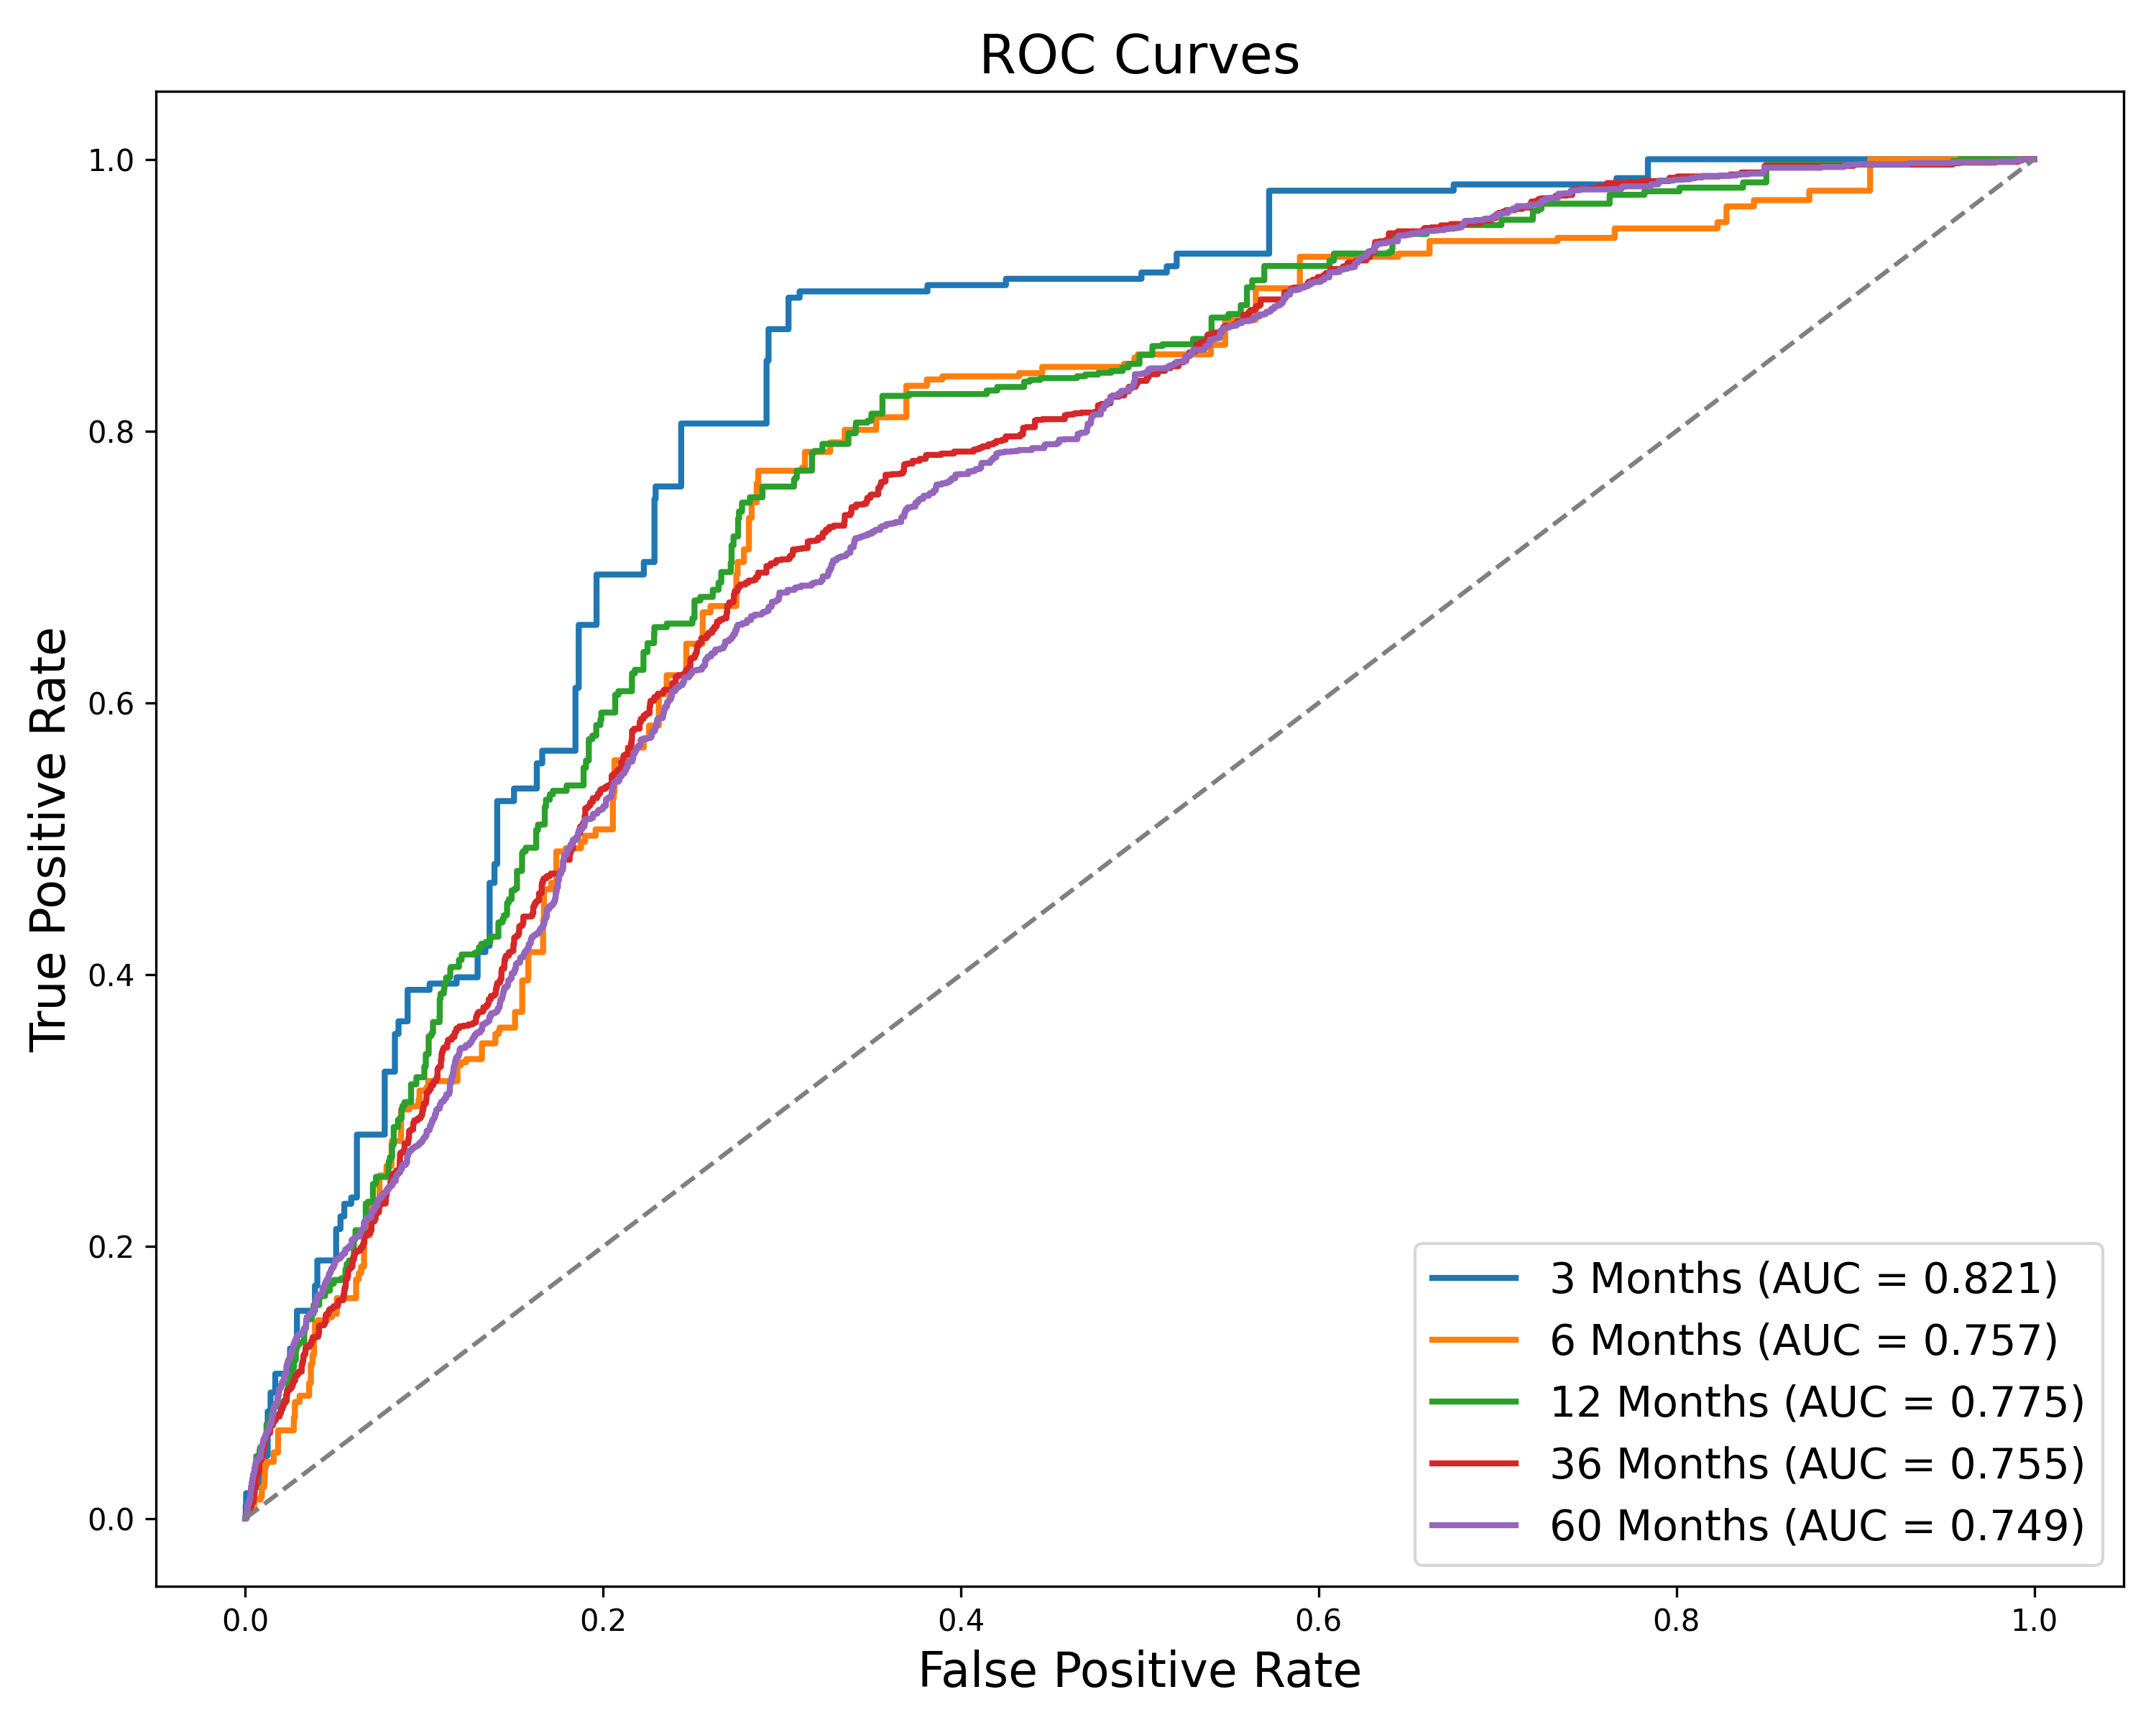 ROC Curves
True Positive Rate
1.0
0.8
0.6
0.4
0.2
0.0
0.0 0.2 0.4 0.6 0.8 1.0
False Positive Rate
3 Months (AUC = 0.821)
6 Months (AUC = 0.757)
12 Months (AUC = 0.775)
36 Months (AUC = 0.755)
60 Months (AUC = 0.749)